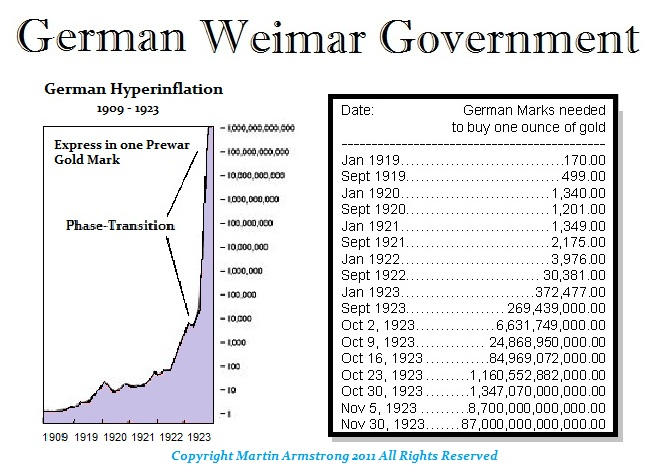 German Weimar Government
German Hyperinflation
1909 - 1923
Express in one Prewar
Gold Mark
Phase-Transition
1,000,000,000,000
100,000,000,000
10,000,000,000
1,000,000,000
100,000,000
10,000,000
1,000,000
100,000
10,000
1,000
100
10
1
1909 1919 1920 1921 1922 1923
Date: German Marks needed
to buy one ounce of gold
Jan 1919 170.00
Sept 1919 499.00
Jan 1920 1,340.00
Sept 1920 1,201.00
Jan 1921 1,349.00
Sept 1921 2,175.00
Jan 1922 3,976.00
Sept 1922 30,381.00
Jan 1923 372,477.00
Sept 1923 269,439,000.00
Oct 2, 1923 6,631,749,000.00
Oct 9, 1923 24,868,950,000.00
Oct 16, 1923 84,969,072,000.00
Oct 23, 1923 1,160,552,882,000.00
Oct 30, 1923 1,347,070,000,000.00
Nov 5, 1923 8,700,000,000,000.00
Nov 30, 1923 87,000,000,000,000.00
Copyright Martin Armstrong 2011 All Rights Reserved